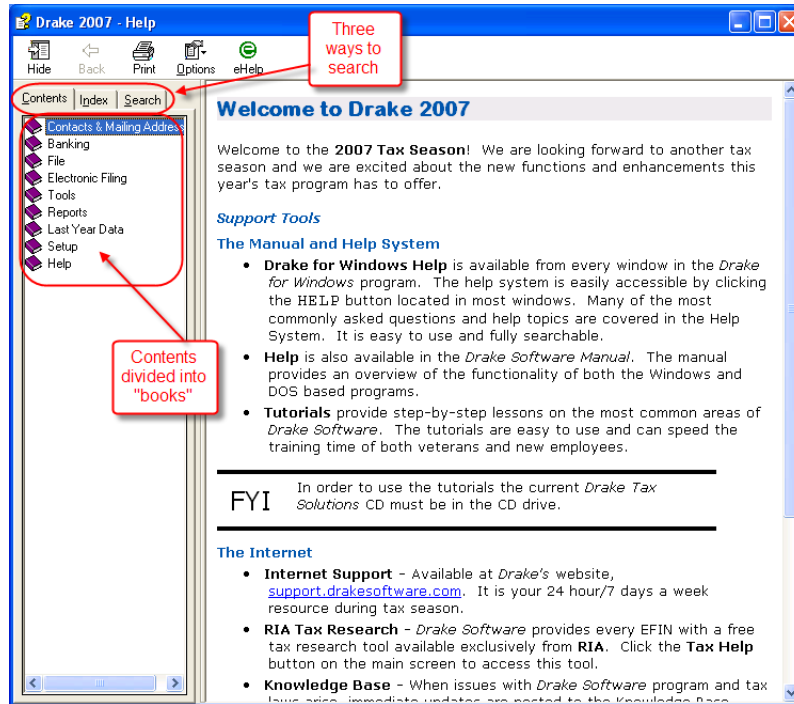 Drake 2007 - Help
Three
ways to
search
Hide Back Print Options eHelp
Contents Index Search
Contacts & Mailing Address
Banking
File
Electronic Filing
Tools
Reports
Last Year Data
Setup
Help
Contents
divided into
"books"
Welcome to Drake 2007
Welcome to the 2007 Tax Season! We are looking forward to another tax
season and we are excited about the new functions and enhancements this
year's tax program has to offer.
Support Tools
The Manual and Help System
• Drake for Windows Help is available from every window in the Drake
for Windows program. The help system is easily accessible by clicking
the HELP button located in most windows. Many of the most
commonly asked questions and help topics are covered in the Help
System. It is easy to use and fully searchable.
• Help is also available in the Drake Software Manual. The manual
provides an overview of the functionality of both the Windows and
DOS based programs.
• Tutorials provide step-by-step lessons on the most common areas of
Drake Software. The tutorials are easy to use and can speed the
training time of both veterans and new employees.
FYI In order to use the tutorials the current Drake Tax
Solutions CD must be in the CD drive.
The Internet
• Internet Support - Available at Drake's website,
support.drakesoftware.com. It is your 24 hour/7 days a week
resource during tax season.
• RIA Tax Research - Drake Software provides every EFIN with a free
tax research tool available exclusively from RIA. Click the Tax Help
button on the main screen to access this tool.
• Knowledge Base - When issues with Drake Software program and tax
laws arise, immediate updates are posted to the Knowledge Base.